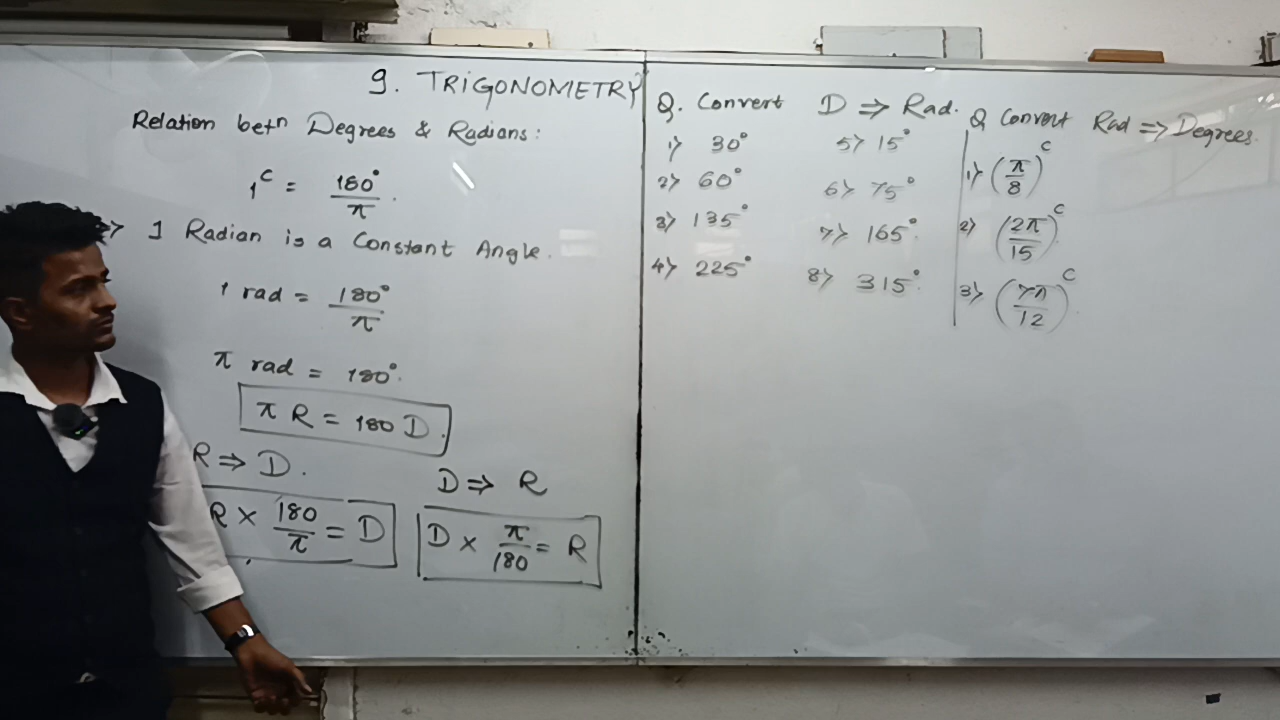 9. TRIGONOMETRY
Relation betn Degrees & Radians:
1^c = 180°/π.
⇒ 1 Radian is a Constant Angle.
1 rad = 180°/π
π rad = 180°.
π R = 180 D.
R ⇒ D.
R × 180/π = D
D ⇒ R
D × π/180 = R
Q. Convert D ⇒ Rad.
1) 30°
2) 60°
3) 135°
4) 225°
5) 15°
6) 75°
7) 165°.
8) 315°.
Q Convert Rad ⇒ Degrees.
1) (π/8)^c
2) (2π/15)^c
3) (7π/12)^c